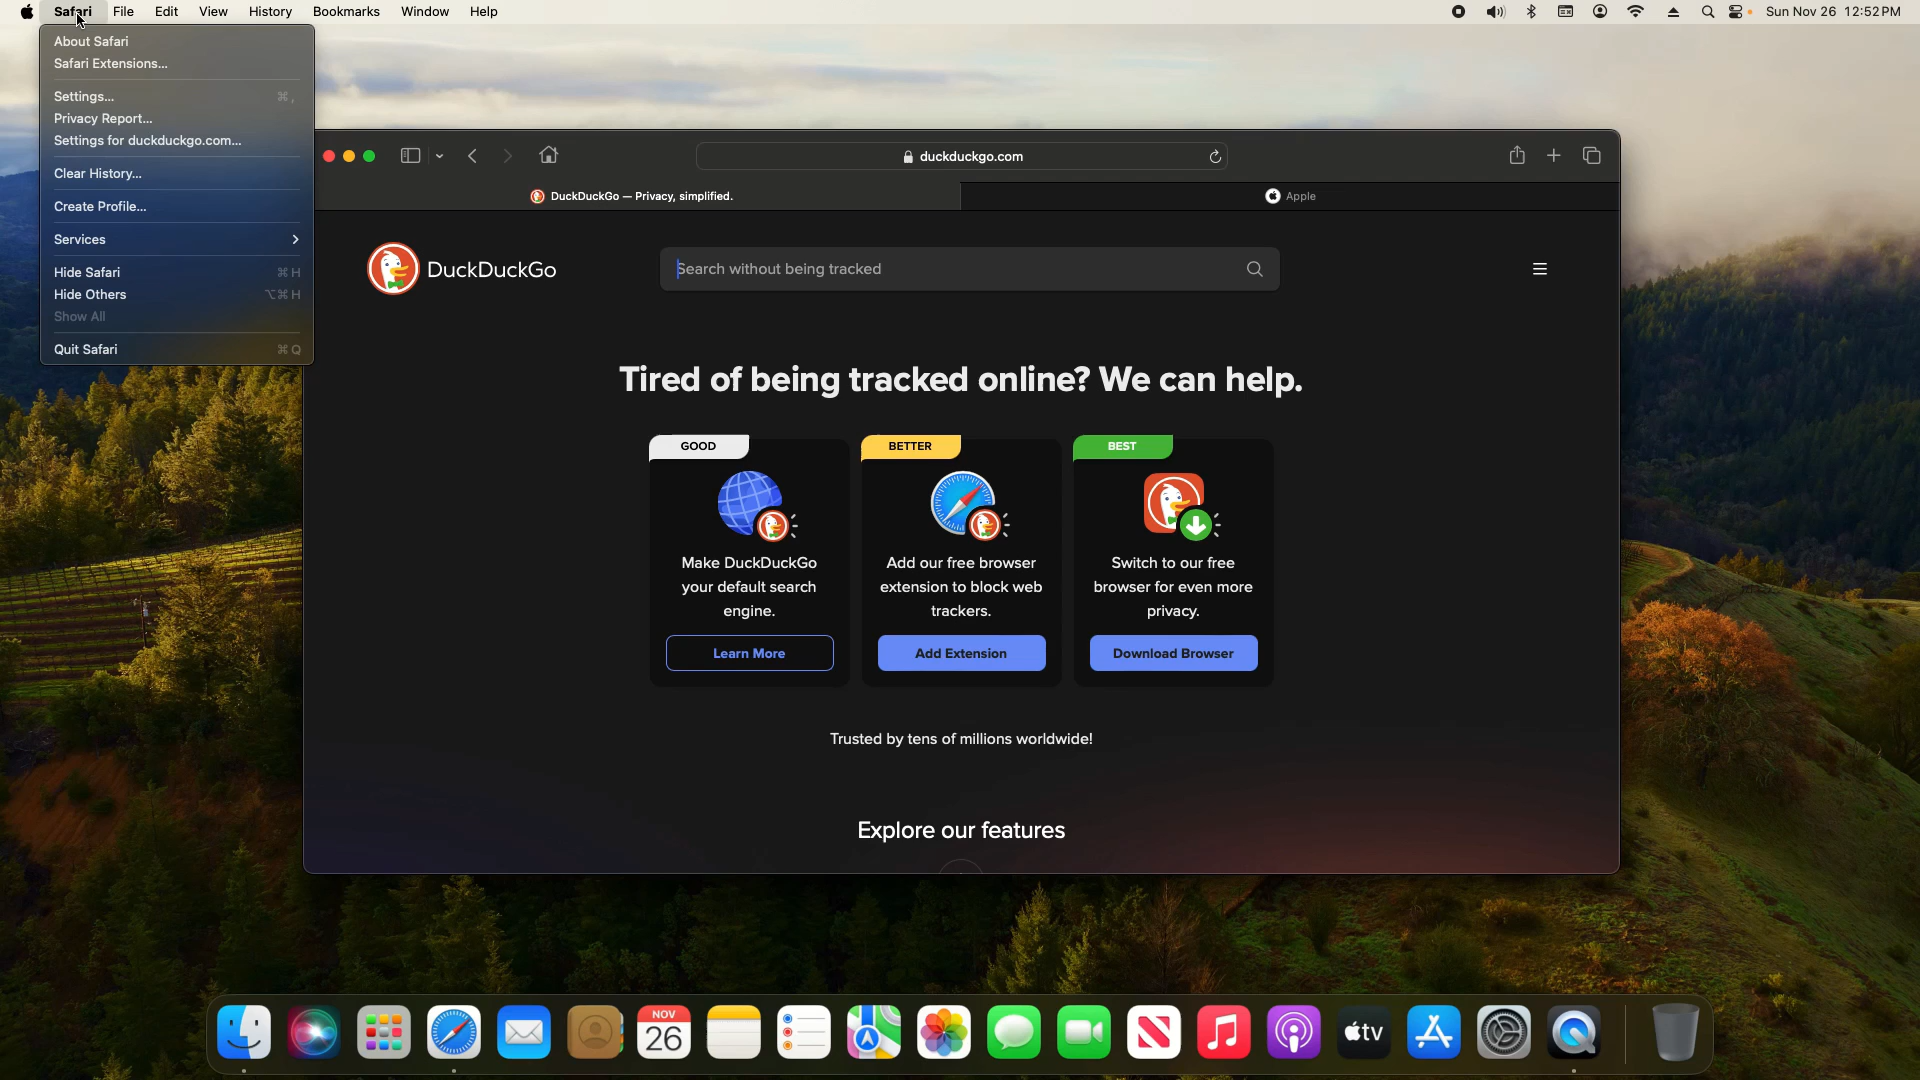 Safari File Edit View History Bookmarks Window Help Sun Nov 26 12:52 PM
About Safari
Safari Extensions...
Settings... ⌘ ,
Privacy Report...
Settings for duckduckgo.com...
Clear History...
Create Profile...
Services
Hide Safari ⌘ H
Hide Others ⌥⌘ H
Show All
Quit Safari ⌘ Q
duckduckgo.com
DuckDuckGo — Privacy, simplified. Apple
DuckDuckGo Search without being tracked
Tired of being tracked online? We can help.
GOOD
Make DuckDuckGo
your default search
engine.
Learn More
BETTER
Add our free browser
extension to block web
trackers.
Add Extension
BEST
Switch to our free
browser for even more
privacy.
Download Browser
Trusted by tens of millions worldwide!
Explore our features
NOV
26
tv